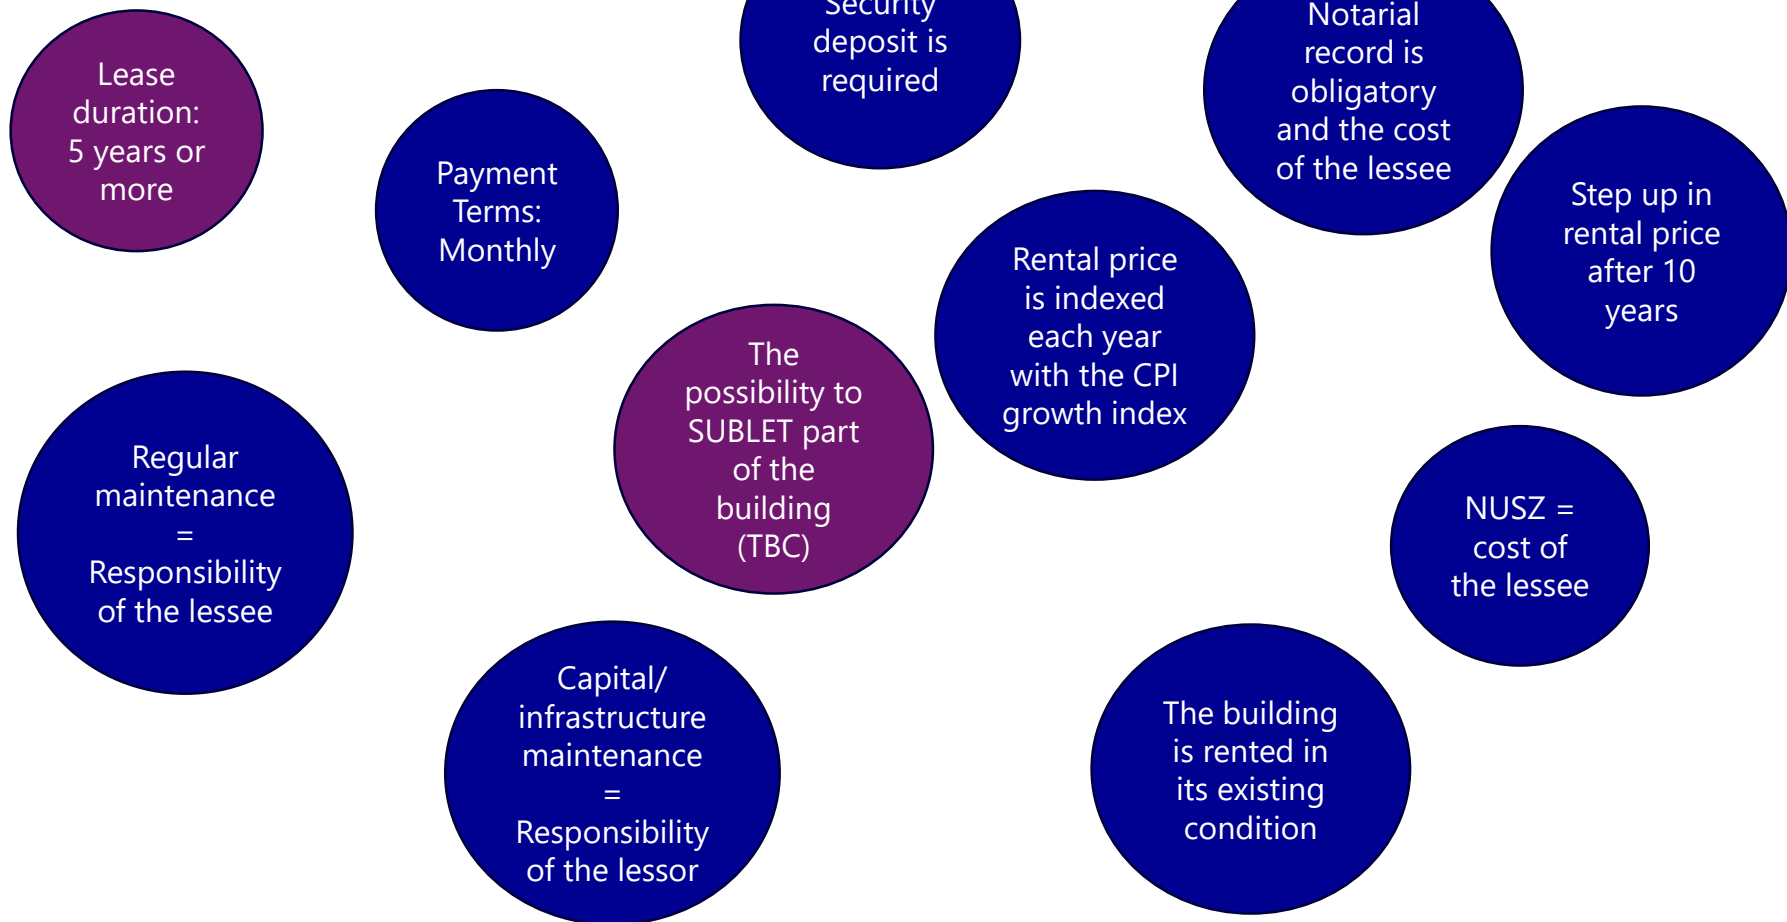 Security
deposit is
required
Notarial
record is
obligatory
and the cost
of the lessee
Lease
duration:
5 years or
more
Payment
Terms:
Monthly
Step up in
rental price
after 10
years
Rental price
is indexed
each year
with the CPI
growth index
The
possibility to
SUBLET part
of the
building
(TBC)
Regular
maintenance
=
Responsibility
of the lessee
NUSZ =
cost of
the lessee
Capital/
infrastructure
maintenance
=
Responsibility
of the lessor
The building
is rented in
its existing
condition